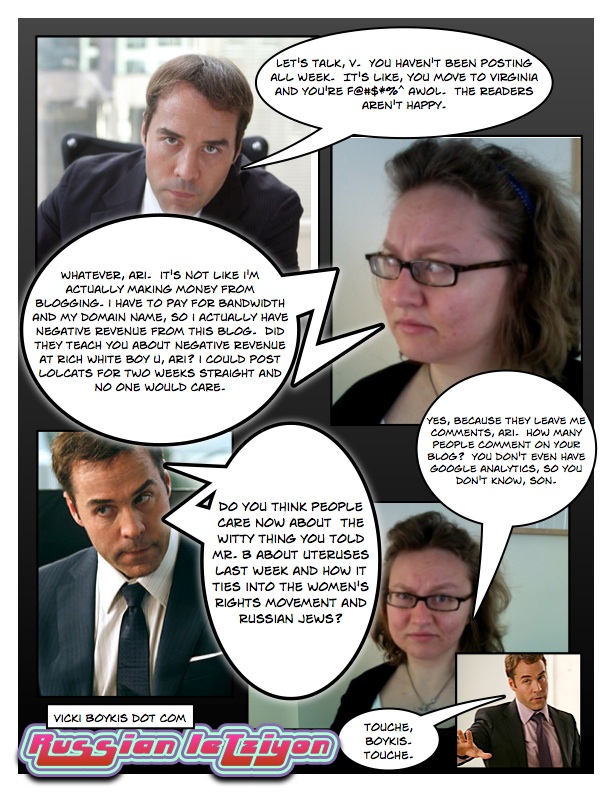 LET'S TALK, V. YOU HAVEN'T BEEN POSTING
ALL WEEK. IT'S LIKE, YOU MOVE TO VIRGINIA
AND YOU'RE F@#$*%^ AWOL. THE READERS
AREN'T HAPPY.
WHATEVER, ARI. IT'S NOT LIKE I'M
ACTUALLY MAKING MONEY FROM
BLOGGING. I HAVE TO PAY FOR BANDWIDTH
AND MY DOMAIN NAME, SO I ACTUALLY HAVE
NEGATIVE REVENUE FROM THIS BLOG. DID
THEY TEACH YOU ABOUT NEGATIVE REVENUE
AT RICH WHITE BOY U, ARI? I COULD POST
LOLCATS FOR TWO WEEKS STRAIGHT AND
NO ONE WOULD CARE.
DO YOU THINK PEOPLE
CARE NOW ABOUT THE
WITTY THING YOU TOLD
MR. B ABOUT UTERUSES
LAST WEEK AND HOW IT
TIES INTO THE WOMEN'S
RIGHTS MOVEMENT AND
RUSSIAN JEWS?
YES, BECAUSE THEY LEAVE ME
COMMENTS, ARI. HOW MANY
PEOPLE COMMENT ON YOUR
BLOG? YOU DON'T EVEN HAVE
GOOGLE ANALYTICS, SO YOU
DON'T KNOW, SON.
TOUCHE,
BOYKIS.
TOUCHE.
VICKI BOYKIS DOT COM
Russian leTziyon